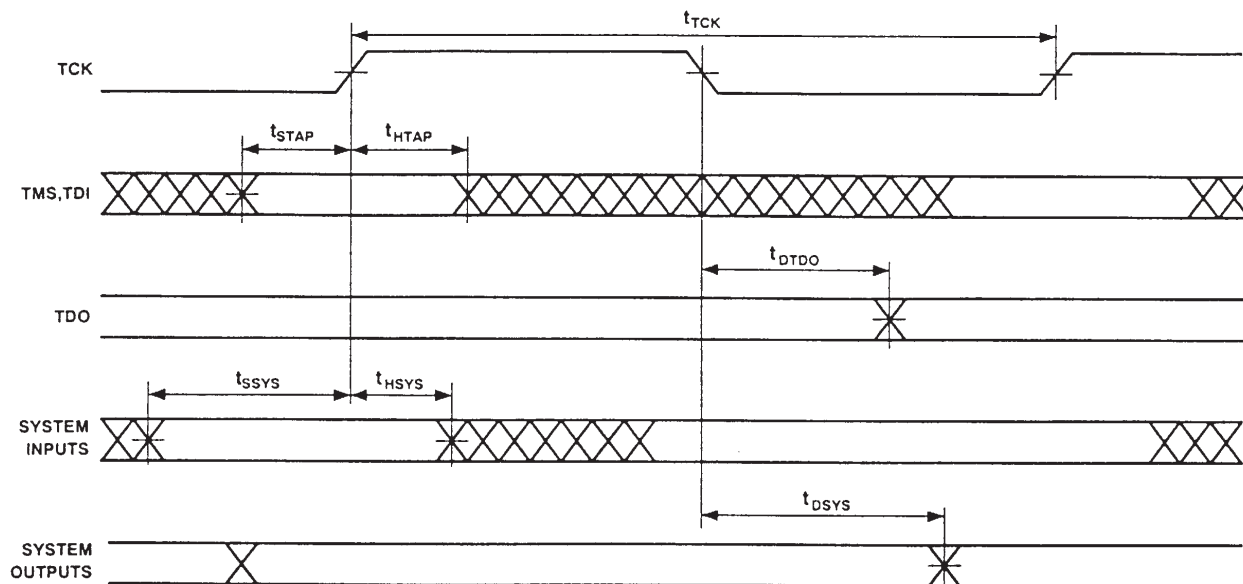 tTCK
TCK
tSTAP
tHTAP
TMS,TDI
tDTDO
TDO
tSSYS
tHSYS
SYSTEM
INPUTS
tDSYS
SYSTEM
OUTPUTS